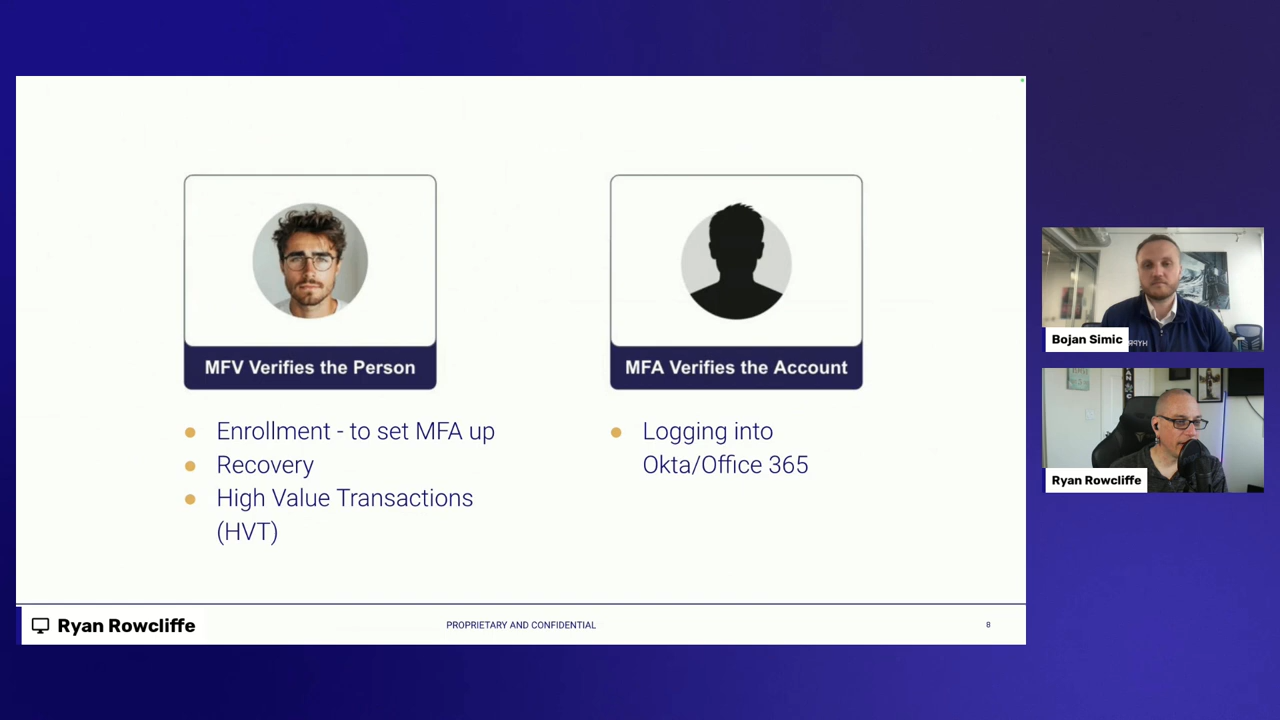 MFV Verifies the Person
MFA Verifies the Account
Enrollment - to set MFA up
Recovery
High Value Transactions
(HVT)
Logging into
Okta/Office 365
Ryan Rowcliffe
PROPRIETARY AND CONFIDENTIAL
8
Bojan Simic
HYPR
Ryan Rowcliffe